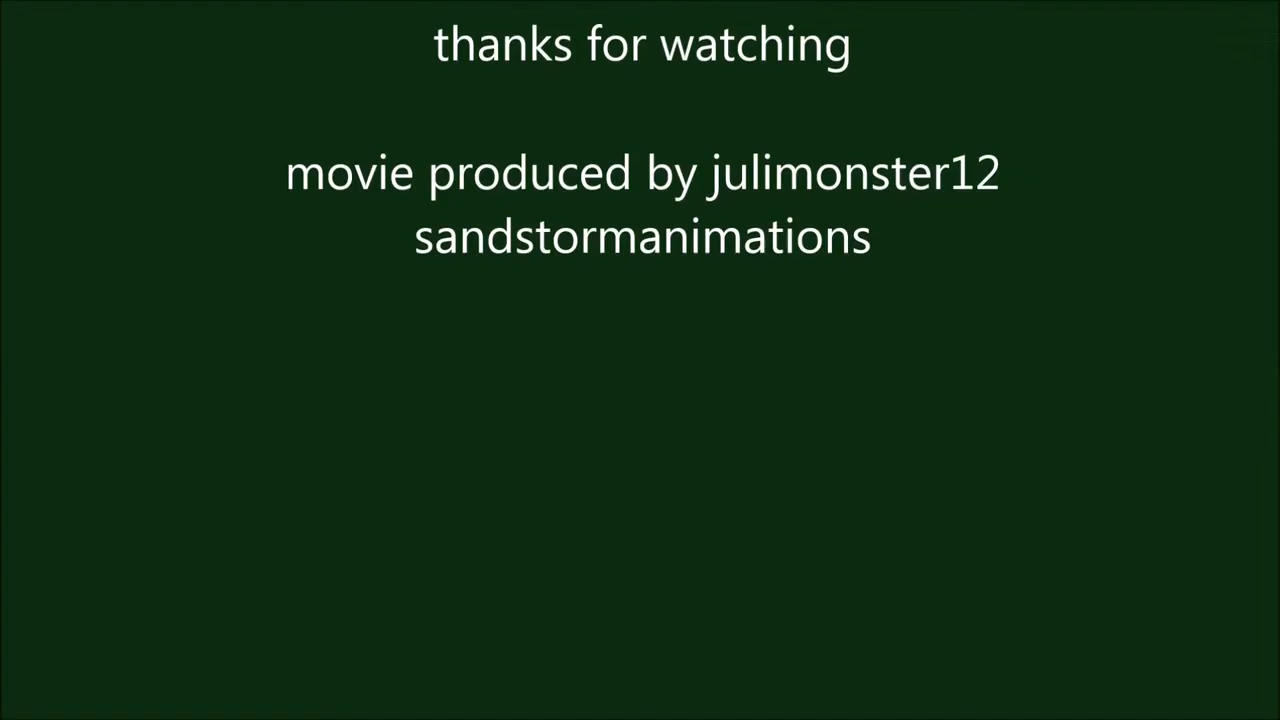 thanks for watching
movie produced by julimonster12
sandstormanimations